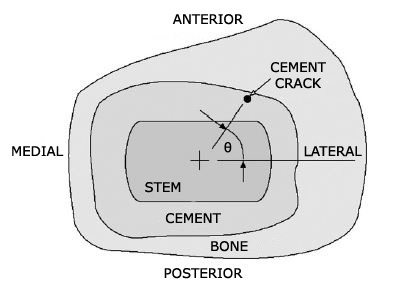 ANTERIOR
CEMENT
CRACK
MEDIAL
θ
LATERAL
STEM
CEMENT
BONE
POSTERIOR